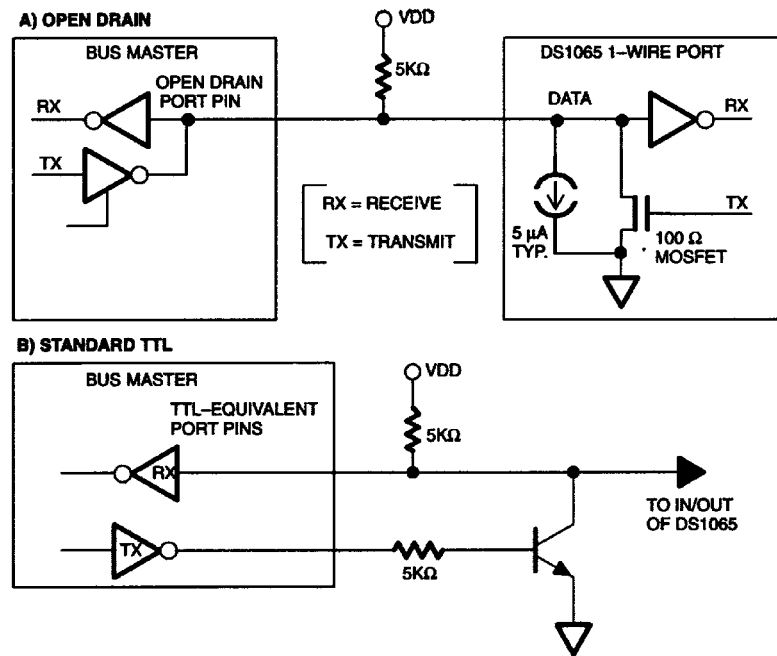 A) OPEN DRAIN
BUS MASTER
OPEN DRAIN
PORT PIN
RX
TX
VDD
5KΩ
RX = RECEIVE
TX = TRANSMIT
DS1065 1–WIRE PORT
DATA
RX
TX
5 µA
TYP.
100 Ω
MOSFET
B) STANDARD TTL
BUS MASTER
TTL–EQUIVALENT
PORT PINS
RX
TX
VDD
5KΩ
5KΩ
TO IN/OUT
OF DS1065